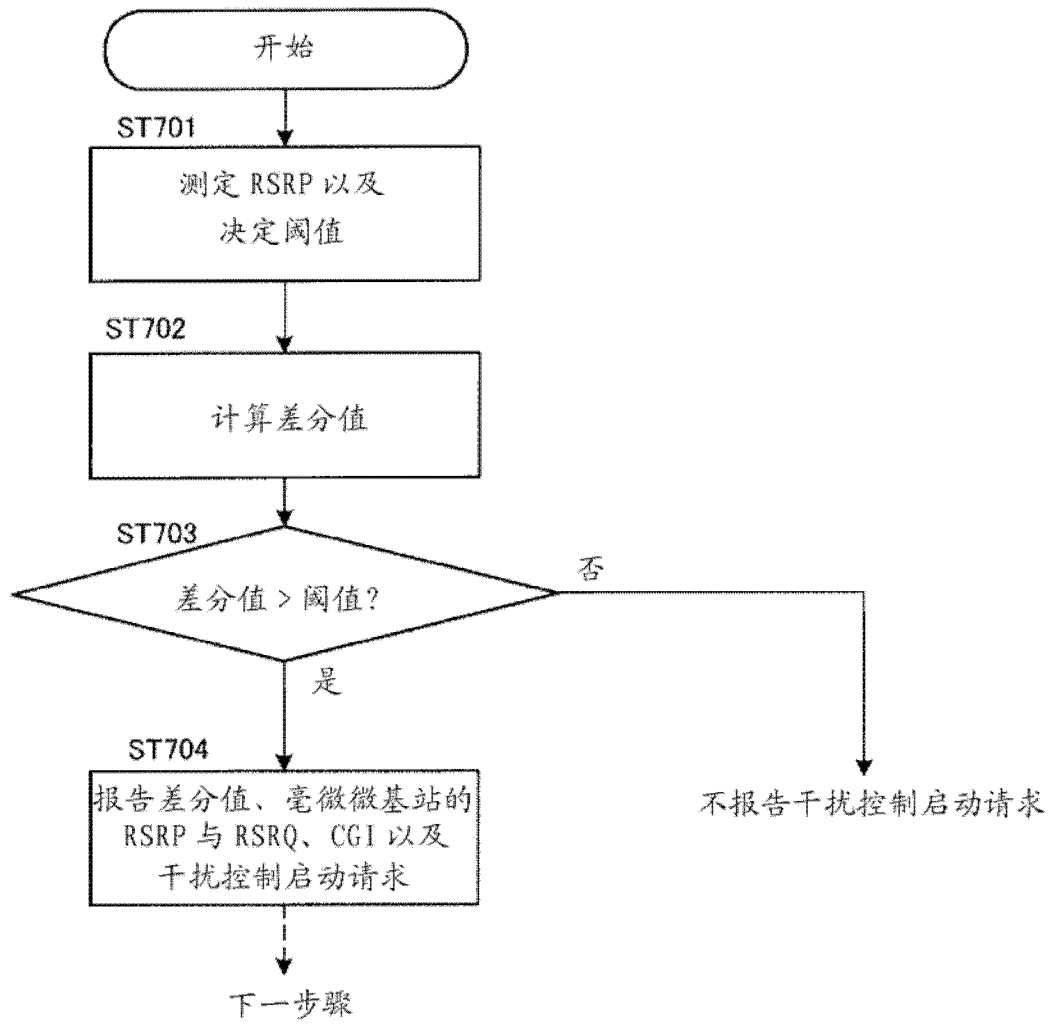 开始
ST701
测定 RSRP 以及
决定阈值
ST702
计算差分值
ST703
差分值 > 阈值？
否
是
ST704
报告差分值、毫微微基站的
RSRP 与 RSRQ、CGI 以及
干扰控制启动请求
不报告干扰控制启动请求
下一步骤